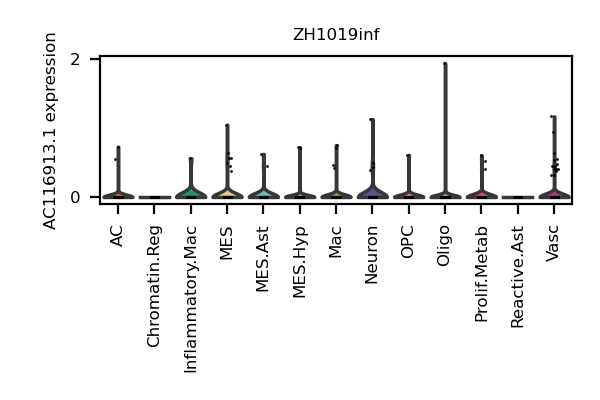 ZH1019inf
AC116913.1 expression
2
0
AC
Chromatin.Reg
Inflammatory.Mac
MES
MES.Ast
MES.Hyp
Mac
Neuron
OPC
Oligo
Prolif.Metab
Reactive.Ast
Vasc